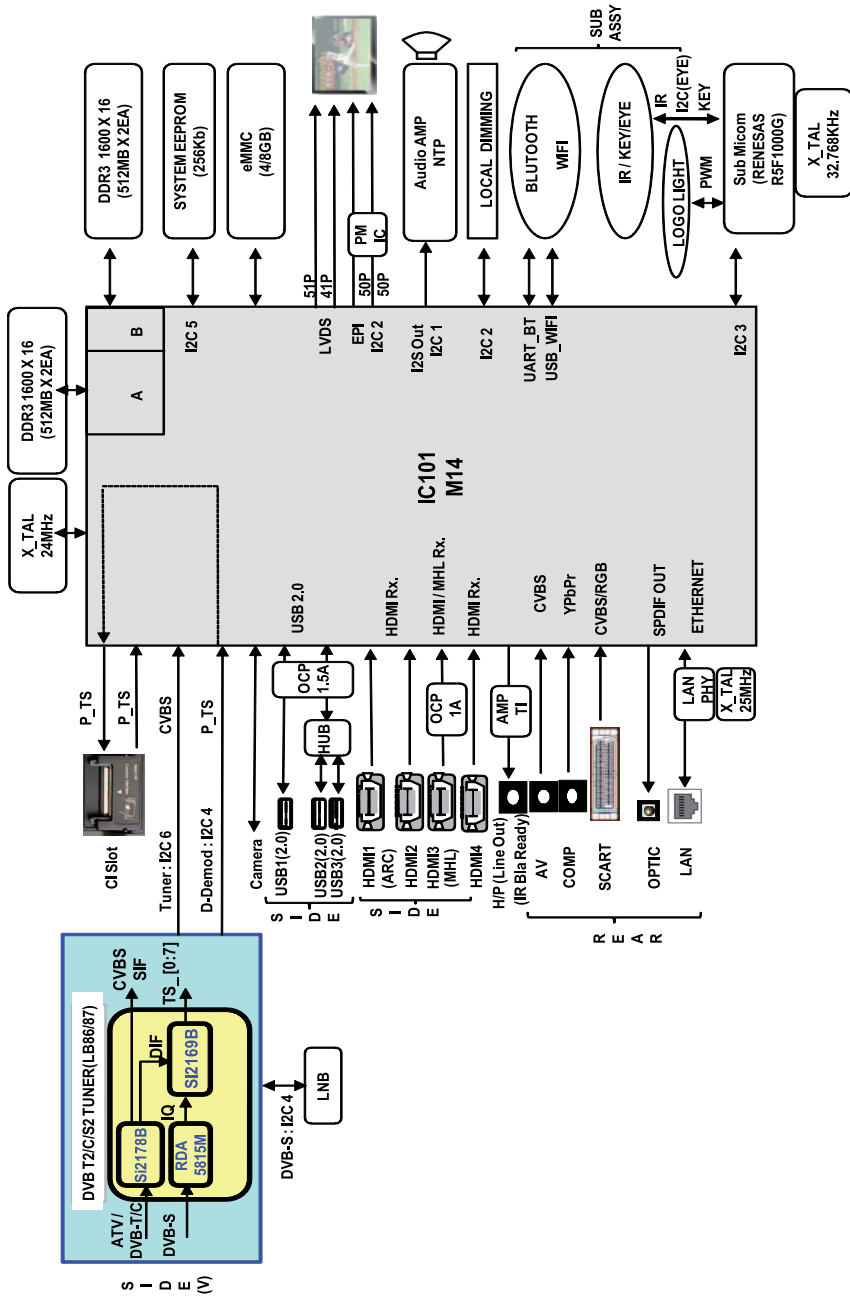 S
I
D
E
(V)
DVB T2/C/S2 TUNER(LB86/87)
ATV /
DVB-T/C
DVB-S
Si2178B
RDA
5815M
IQ
DIF
SI2169B
CVBS
SIF
TS_[0:7]
DVB-S : I2C 4
LNB
Tuner : I2C 6
CVBS
D-Demod : I2C 4
P_TS
CI Slot
P_TS
P_TS
X_TAL
24MHz
DDR3 1600 X 16
(512MB X 2EA)
A
B
DDR3 1600 X 16
(512MB X 2EA)
SYSTEM EEPROM
(256Kb)
I2C 5
eMMC
(4/8GB)
IC101
M14
S
I
D
E
Camera
USB1(2.0)
USB2(2.0)
USB3(2.0)
HUB
OCP
1.5A
USB 2.0
S
I
D
E
HDMI1
(ARC)
HDMI2
HDMI3
(MHL)
HDMI4
OCP
1A
HDMI Rx.
HDMI / MHL Rx.
HDMI Rx.
R
E
A
R
H/P (Line Out)
(IR Bla Ready)
AMP
TI
AV
CVBS
COMP
YPbPr
SCART
CVBS/RGB
OPTIC
SPDIF OUT
LAN
LAN
PHY
X_TAL
25MHz
ETHERNET
LVDS
51P
41P
EPI
50P
I2C 2
50P
PM
IC
I2S Out
I2C 1
Audio AMP
NTP
I2C 2
LOCAL DIMMING
UART_BT
USB_WIFI
BLUTOOTH
WIFI
SUB
ASSY
IR / KEY/EYE
IR
I2C(EYE)
KEY
LOGO LIGHT
PWM
I2C 3
Sub Micom
(RENESAS
R5F1000G)
X_TAL
32.768KHz